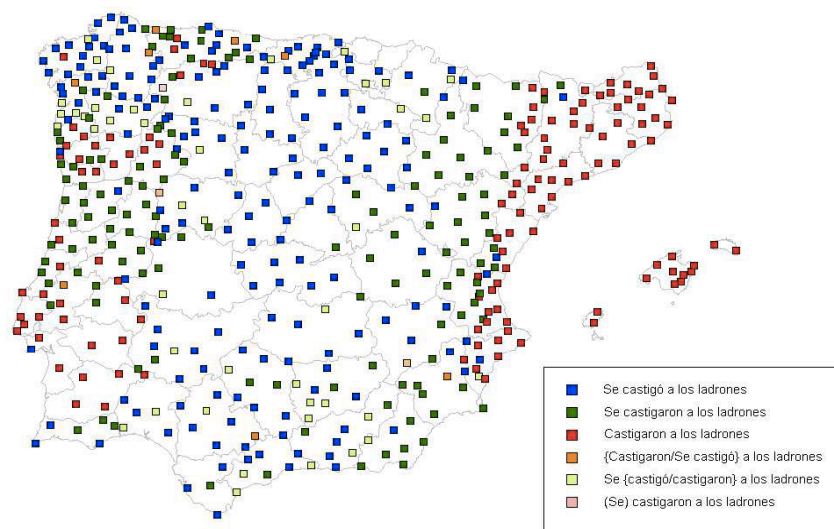 Se castigó a los ladrones
Se castigaron a los ladrones
Castigaron a los ladrones
{Castigaron/Se castigó} a los ladrones
Se {castigó/castigaron} a los ladrones
(Se) castigaron a los ladrones